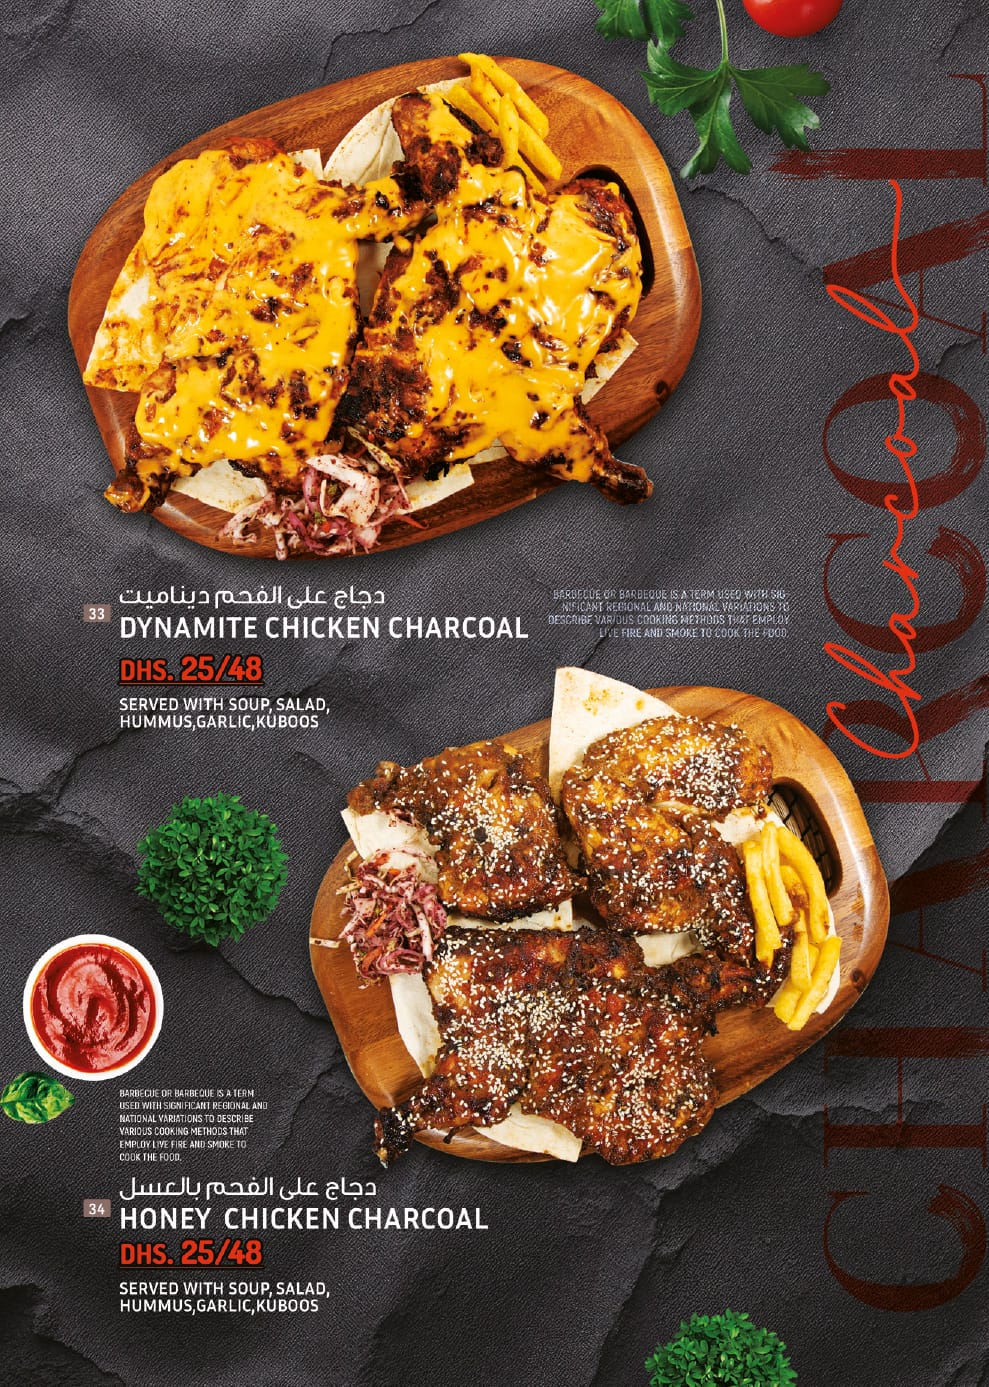 CHARCOAL
Charcoal
دجاج على الفحم ديناميت
33
DYNAMITE CHICKEN CHARCOAL
DHS. 25/48
SERVED WITH SOUP, SALAD,
HUMMUS,GARLIC,KUBOOS
BARBECUE OR BARBEQUE IS A TERM USED WITH SIG-
NIFICANT REGIONAL AND NATIONAL VARIATIONS TO
DESCRIBE VARIOUS COOKING METHODS THAT EMPLOY
LIVE FIRE AND SMOKE TO COOK THE FOOD.
BARBECUE OR BARBEQUE IS A TERM
USED WITH SIGNIFICANT REGIONAL AND
NATIONAL VARIATIONS TO DESCRIBE
VARIOUS COOKING METHODS THAT
EMPLOY LIVE FIRE AND SMOKE TO
COOK THE FOOD.
دجاج على الفحم بالعسل
34
HONEY CHICKEN CHARCOAL
DHS. 25/48
SERVED WITH SOUP, SALAD,
HUMMUS,GARLIC,KUBOOS